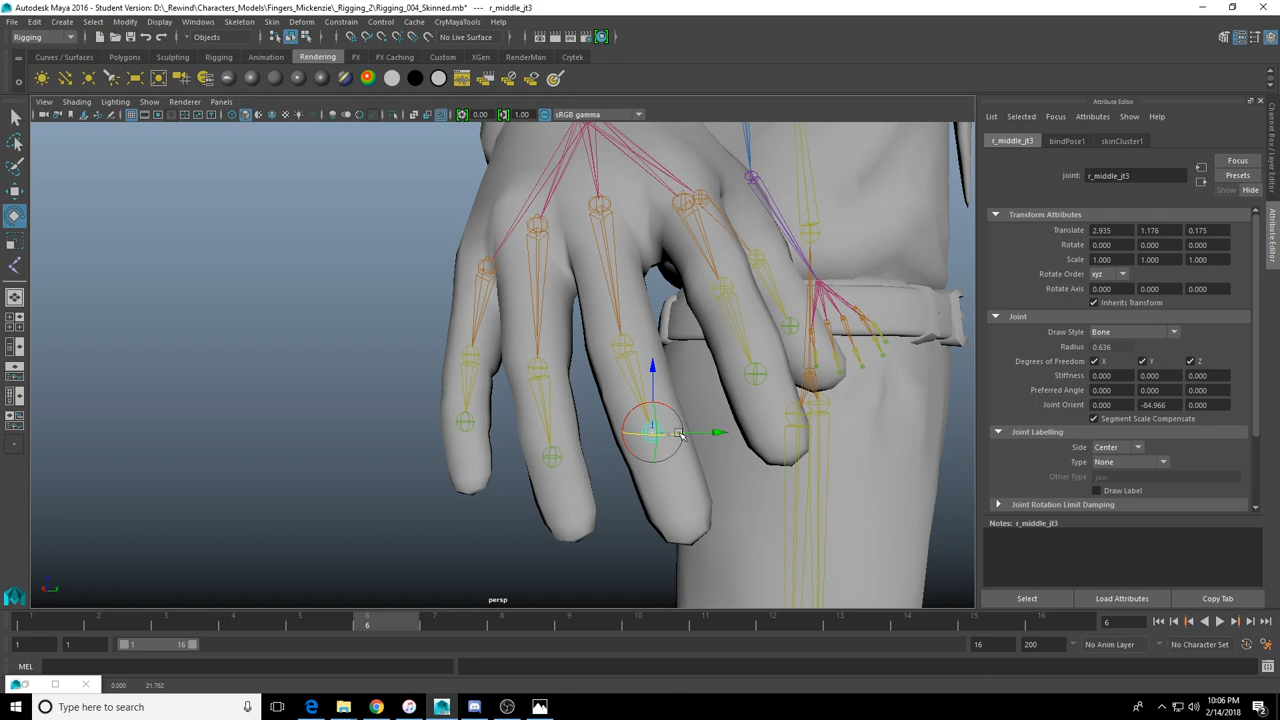 Autodesk Maya 2016 - Student Version: D:\_Rewind\Characters_Models\Fingers_Mickenzie\_Rigging_2\Rigging_004_Skinned.mb*   ---   r_middle_jt3
File Edit Create Select Modify Display Windows Skeleton Skin Deform Constrain Control Cache CryMayaTools Help
Rigging Objects No Live Surface
Curves / Surfaces Polygons Sculpting Rigging Animation Rendering FX FX Caching Custom XGen RenderMan Crytek
View Shading Lighting Show Renderer Panels
0.00 1.00 sRGB gamma
persp
Attribute Editor
List Selected Focus Attributes Show Help
r_middle_jt3 bindPose1 skinCluster1
Focus
joint: r_middle_jt3 Presets
Show Hide
Transform Attributes
Translate 2.935 1.176 0.175
Rotate 0.000 0.000 0.000
Scale 1.000 1.000 1.000
Rotate Order xyz
Rotate Axis 0.000 0.000 0.000
Inherits Transform
Joint
Draw Style Bone
Radius 0.636
Degrees of Freedom X Y Z
Stiffness 0.000 0.000 0.000
Preferred Angle 0.000 0.000 0.000
Joint Orient 0.000 -84.966 0.000
Segment Scale Compensate
Joint Labelling
Side Center
Type None
Other Type jaw
Draw Label
Joint Rotation Limit Damping
Notes: r_middle_jt3
Select Load Attributes Copy Tab
Channel Box / Layer Editor
Attribute Editor
1 2 3 4 5 6 7 8 9 10 11 12 13 14 15 16
6
6
1 1 1 16 16 200 No Anim Layer No Character Set
MEL
0.000 21.762
Type here to search
10:06 PM
2/14/2018
2